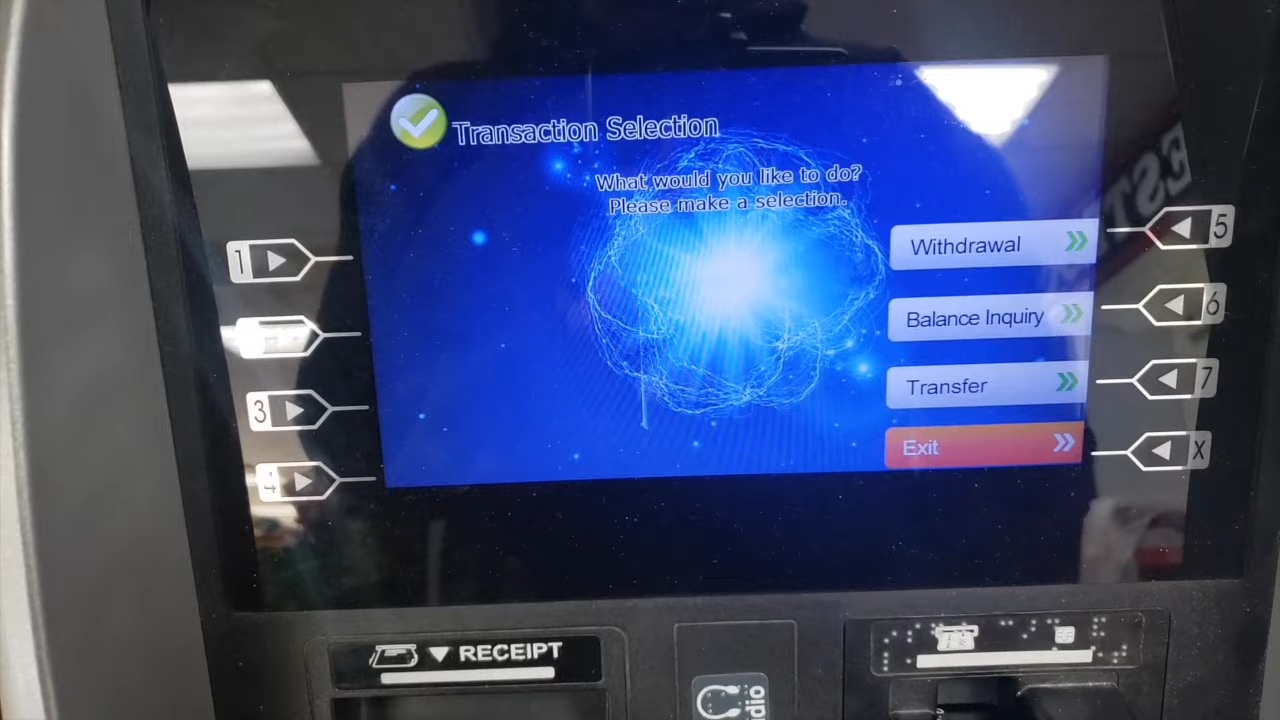 Transaction Selection
What would you like to do?
Please make a selection.
1
3
4
Withdrawal
5
Balance Inquiry
6
Transfer
7
Exit
X
RECEIPT